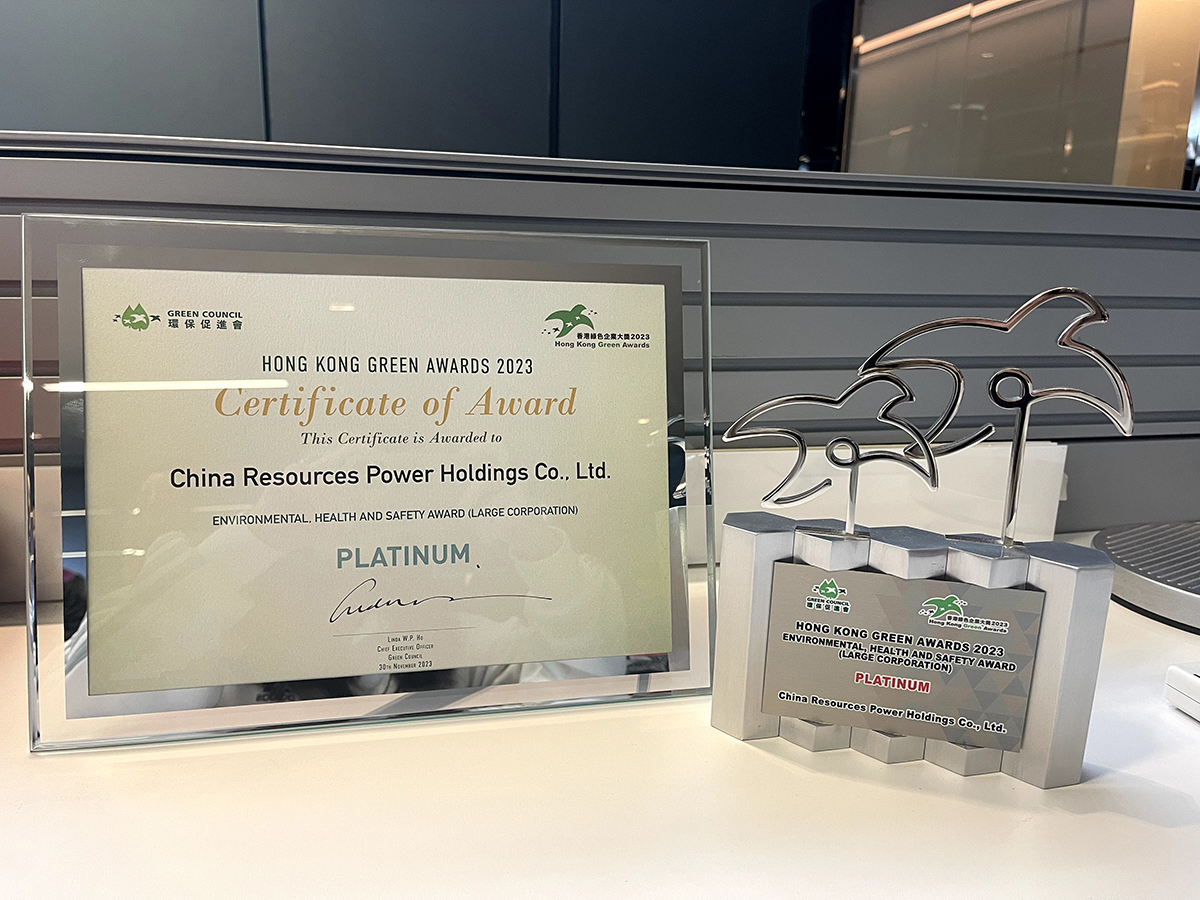 GREEN COUNCIL
環保促進會
香港綠色企業大獎2023
Hong Kong Green Awards
HONG KONG GREEN AWARDS 2023
Certificate of Award
This Certificate is Awarded to
China Resources Power Holdings Co., Ltd.
ENVIRONMENTAL, HEALTH AND SAFETY AWARD (LARGE CORPORATION)
PLATINUM
LINDA W.P. HO
CHIEF EXECUTIVE OFFICER
GREEN COUNCIL
30TH NOVEMBER 2023
GREEN COUNCIL
環保促進會
香港綠色企業大獎2023
Hong Kong Green Awards
HONG KONG GREEN AWARDS 2023
ENVIRONMENTAL, HEALTH AND SAFETY AWARD
(LARGE CORPORATION)
PLATINUM
China Resources Power Holdings Co., Ltd.